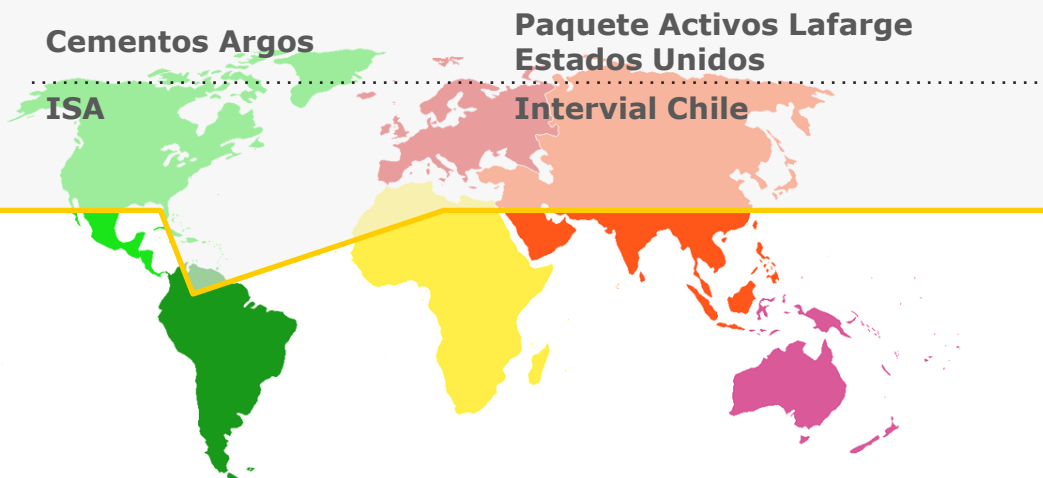 Cementos Argos
Paquete Activos Lafarge
Estados Unidos
ISA
Intervial Chile